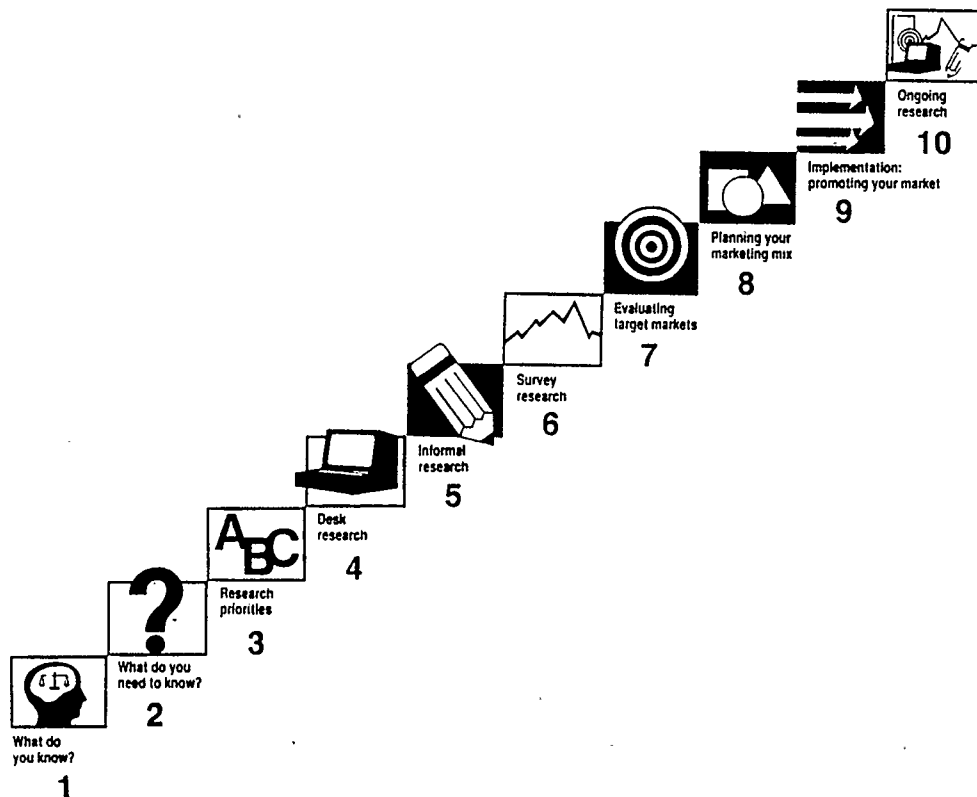 What do
you know?
1
What do you
need to know?
2
ABC
Research
priorities
3
Desk
research
4
Informal
research
5
Survey
research
6
Evaluating
target markets
7
Planning your
marketing mix
8
Implementation:
promoting your market
9
Ongoing
research
10
?